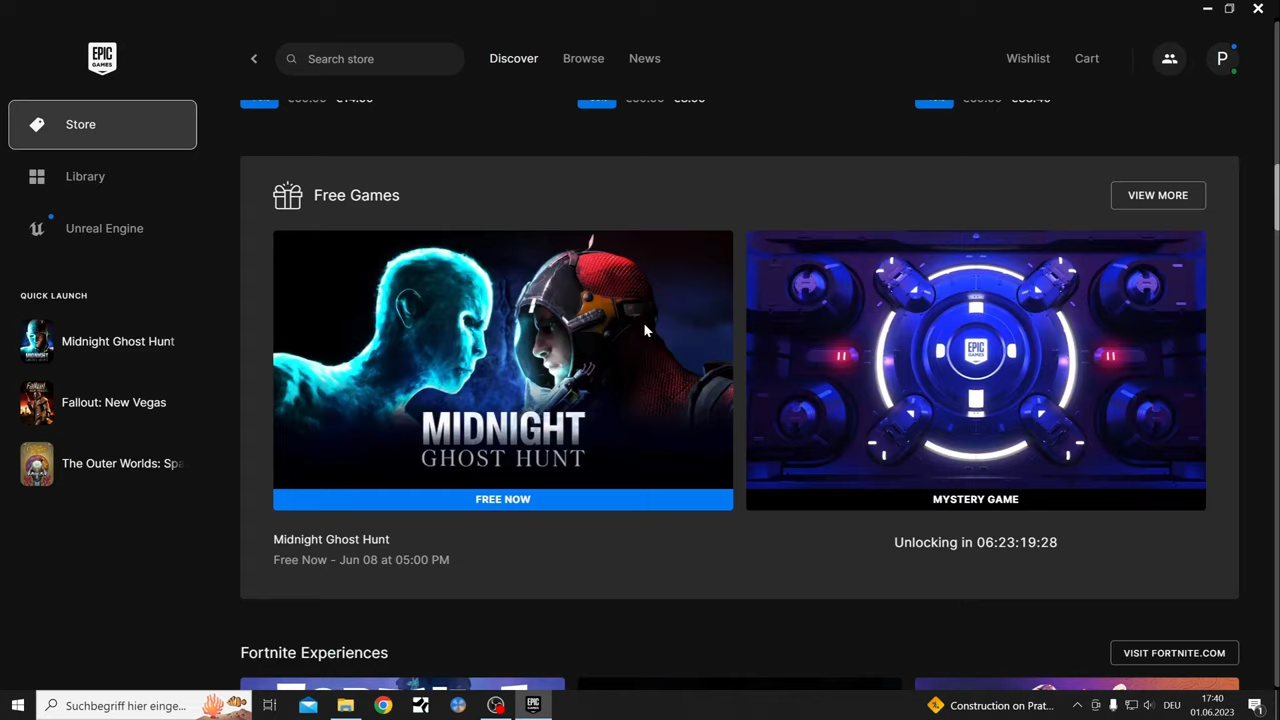 EPIC GAMES
Search store
Discover
Browse
News
Wishlist
Cart
P
Store
Library
Unreal Engine
QUICK LAUNCH
Midnight Ghost Hunt
Fallout: New Vegas
The Outer Worlds: Spa
Free Games
VIEW MORE
MIDNIGHT
GHOST HUNT
FREE NOW
Midnight Ghost Hunt
Free Now - Jun 08 at 05:00 PM
EPIC GAMES
MYSTERY GAME
Unlocking in 06:23:19:28
Fortnite Experiences
VISIT FORTNITE.COM
Suchbegriff hier einge...
Construction on Prat...
DEU
17:40
01.06.2023